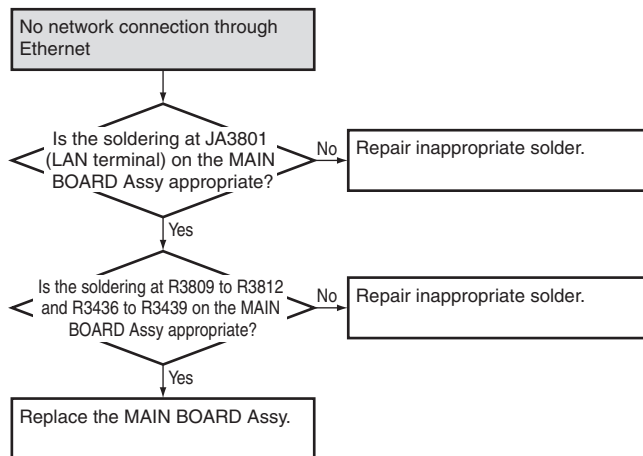 No network connection through
Ethernet
Is the soldering at JA3801
(LAN terminal) on the MAIN
BOARD Assy appropriate?
No
Repair inappropriate solder.
Yes
Is the soldering at R3809 to R3812
and R3436 to R3439 on the MAIN
BOARD Assy appropriate?
No
Repair inappropriate solder.
Yes
Replace the MAIN BOARD Assy.